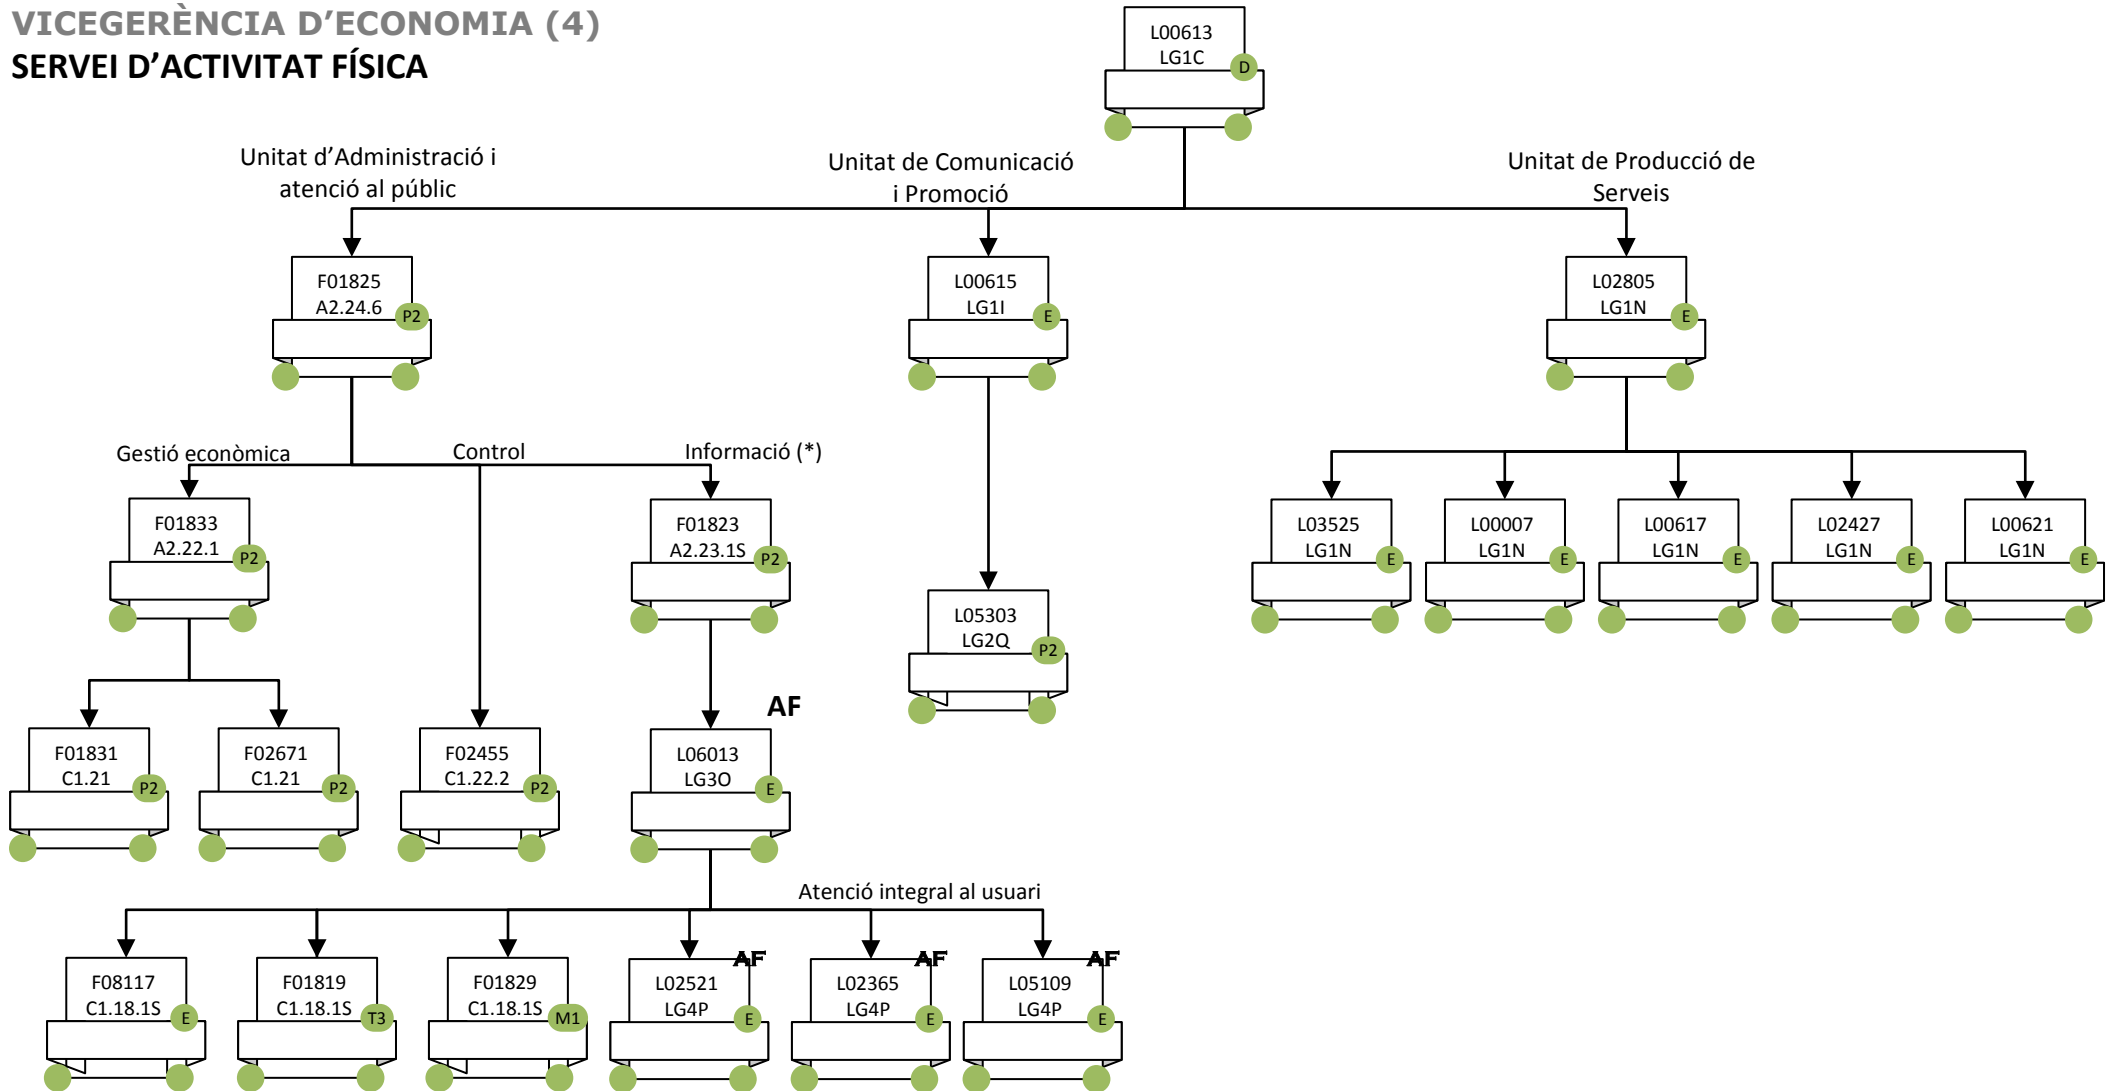 VICEGERÈNCIA D’ECONOMIA (4)
SERVEI D’ACTIVITAT FÍSICA
L00613
LG1C
D
Unitat d’Administració i
atenció al públic
Unitat de Comunicació
i Promoció
Unitat de Producció de
Serveis
F01825
A2.24.6
P2
L00615
LG1I
E
L02805
LG1N
E
Gestió econòmica
Control
Informació (*)
F01833
A2.22.1
P2
F01823
A2.23.1S
P2
L03525
LG1N
E
L00007
LG1N
E
L00617
LG1N
E
L02427
LG1N
E
L00621
LG1N
E
L05303
LG2Q
P2
F01831
C1.21
P2
F02671
C1.21
P2
F02455
C1.22.2
P2
AF
L06013
LG3O
E
Atenció integral al usuari
F08117
C1.18.1S
E
F01819
C1.18.1S
T3
F01829
C1.18.1S
M1
AF
L02521
LG4P
E
AF
L02365
LG4P
E
AF
L05109
LG4P
E